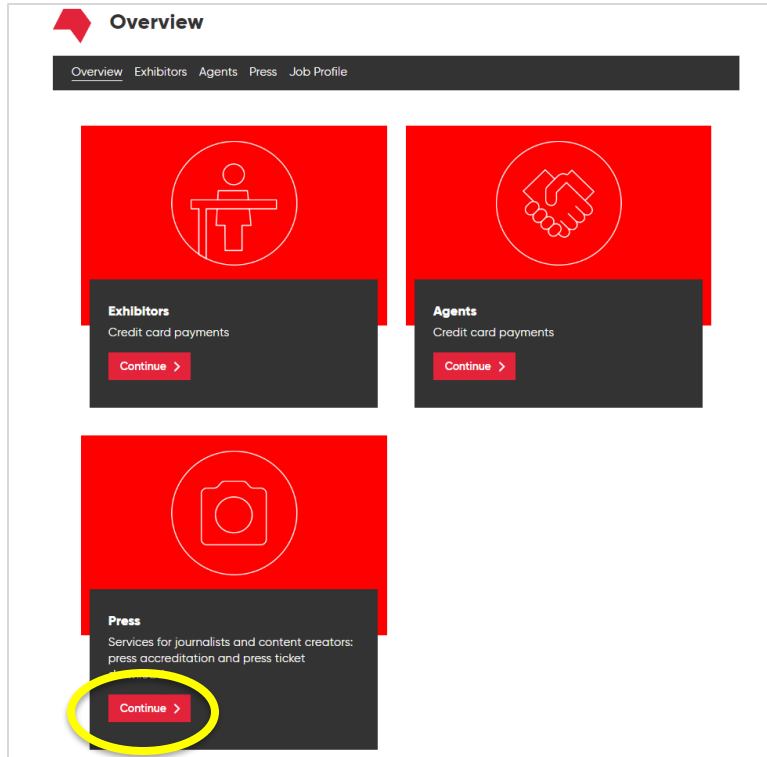 Overview
Overview Exhibitors Agents Press Job Profile
Exhibitors
Credit card payments
Continue
Agents
Credit card payments
Continue
Press
Services for journalists and content creators:
press accreditation and press ticket
Continue